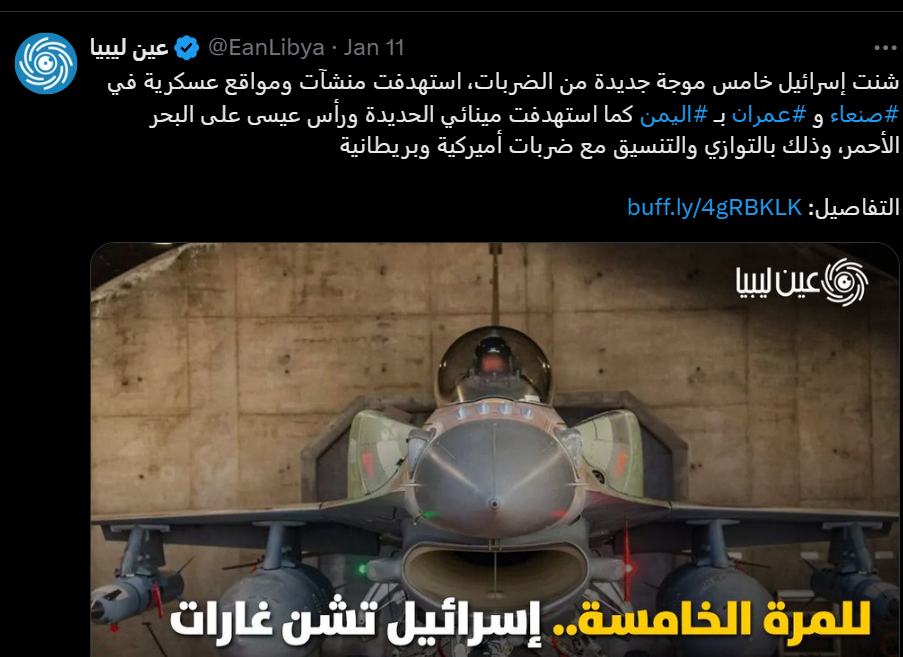 عين ليبيا @EanLibya · Jan 11
شنت إسرائيل خامس موجة جديدة من الضربات، استهدفت منشآت ومواقع عسكرية في
#صنعاء و #عمران بـ #اليمن كما استهدفت مينائي الحديدة ورأس عيسى على البحر
الأحمر، وذلك بالتوازي والتنسيق مع ضربات أميركية وبريطانية
التفاصيل: buff.ly/4gRBKLK
عين ليبيا
للمرة الخامسة.. إسرائيل تشن غارات